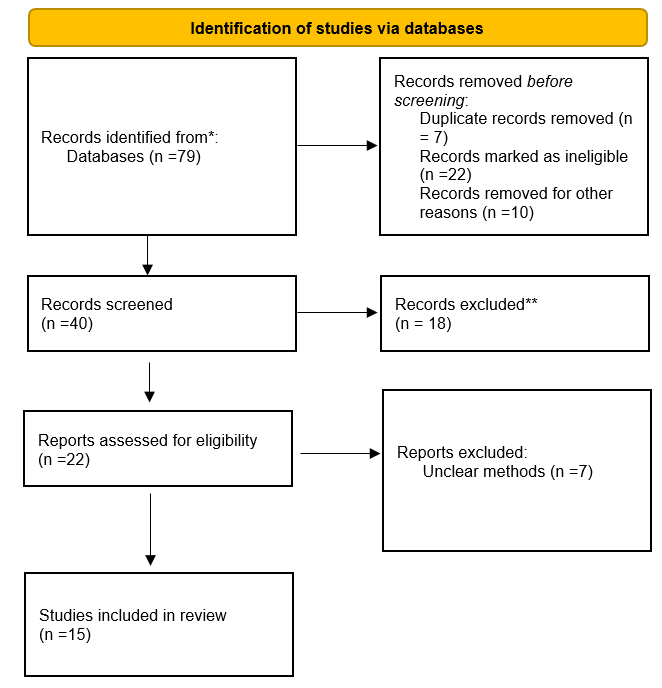 Identification of studies via databases
Records identified from*:
Databases (n =79)
Records removed before
screening:
Duplicate records removed (n
= 7)
Records marked as ineligible
(n =22)
Records removed for other
reasons (n =10)
Records screened
(n =40)
Records excluded**
(n = 18)
Reports assessed for eligibility
(n =22)
Reports excluded:
Unclear methods (n =7)
Studies included in review
(n =15)